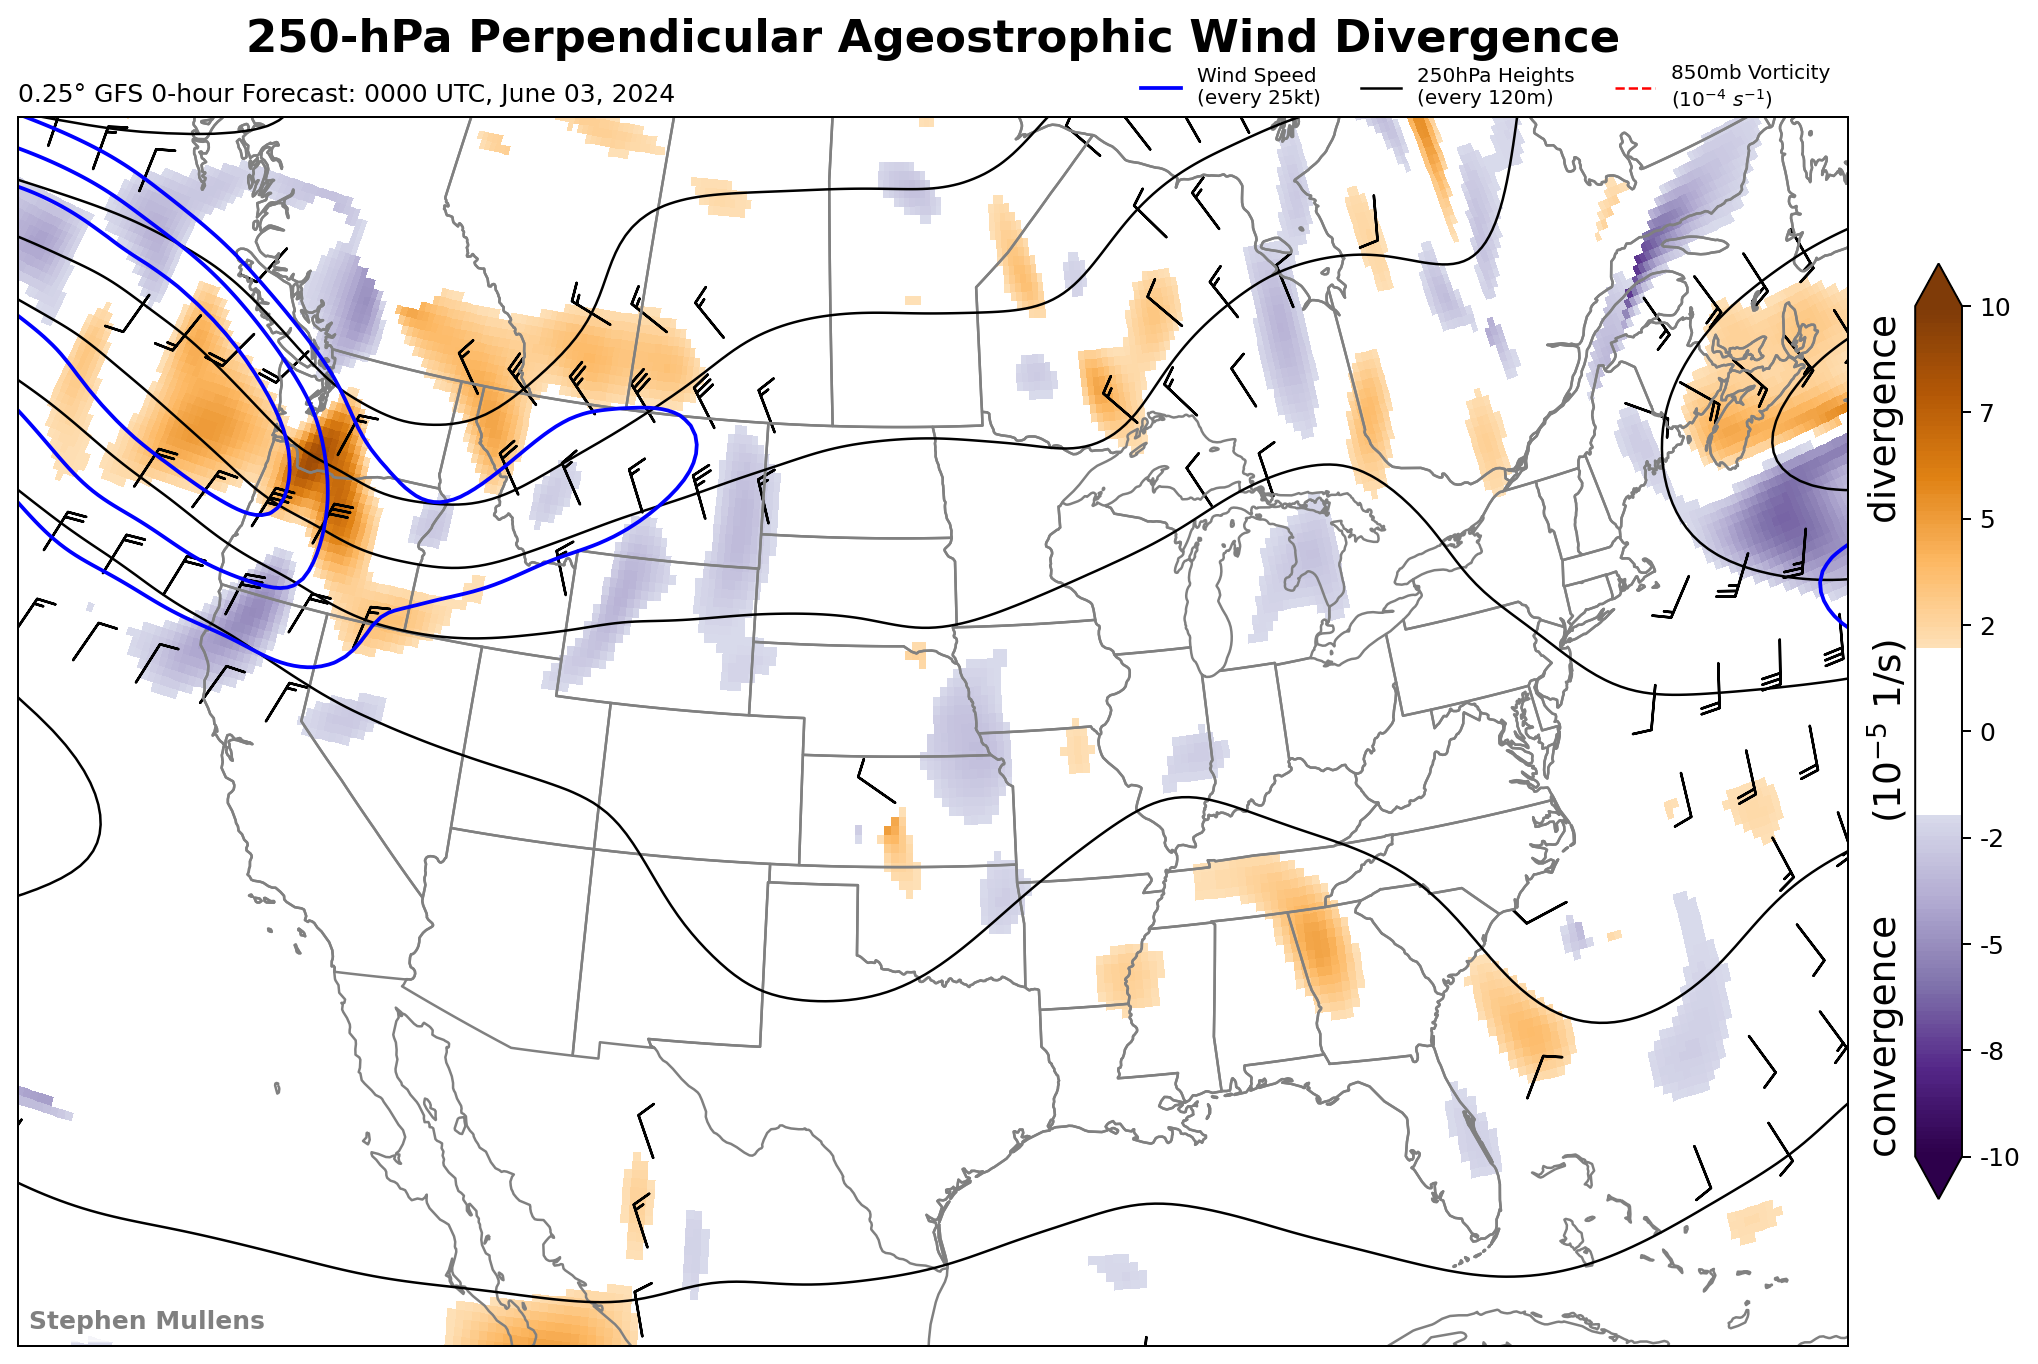 250-hPa Perpendicular Ageostrophic Wind Divergence
0.25° GFS 0-hour Forecast: 0000 UTC, June 03, 2024
Wind Speed
(every 25kt)
250hPa Heights
(every 120m)
850mb Vorticity
(10⁻⁴ s⁻¹)
10
7
5
2
0
-2
-5
-8
-10
convergence (10⁻⁵ 1/s) divergence
Stephen Mullens